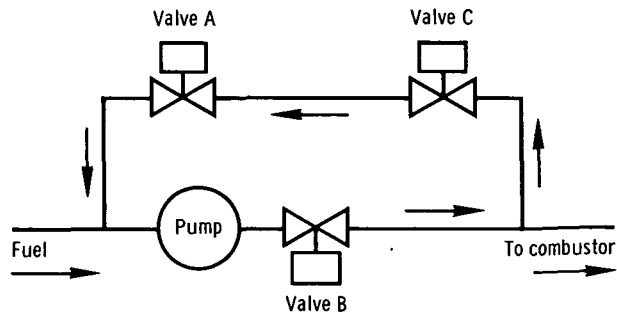 Valve A
Valve C
Pump
Fuel
To combustor
Valve B